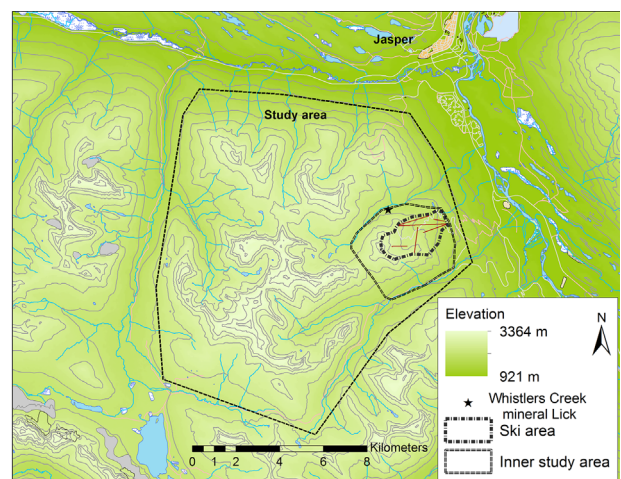 Jasper
Study area
Elevation
3364 m
921 m
N
Whistlers Creek
mineral Lick
Ski area
Inner study area
Kilometers
0 1 2 4 6 8